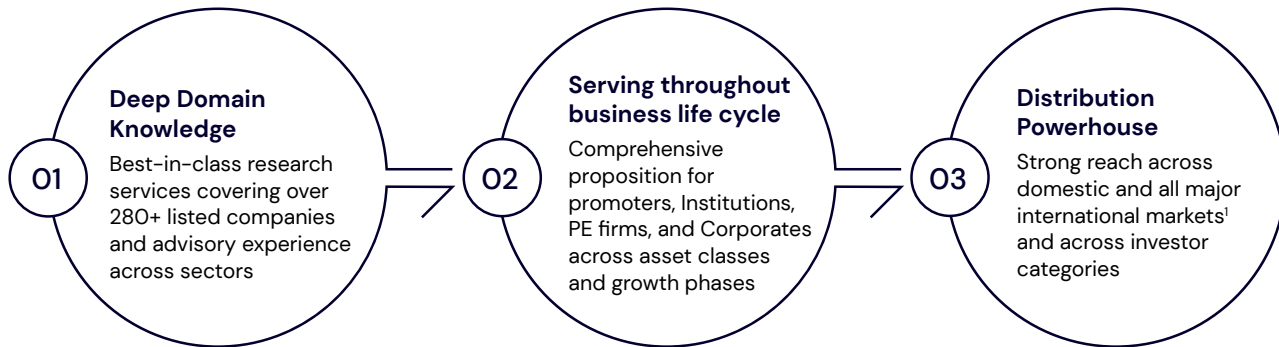 01
Deep Domain
Knowledge
Best-in-class research
services covering over
280+ listed companies
and advisory experience
across sectors
02
Serving throughout
business life cycle
Comprehensive
proposition for
promoters, Institutions,
PE firms, and Corporates
across asset classes
and growth phases
03
Distribution
Powerhouse
Strong reach across
domestic and all major
international markets¹
and across investor
categories